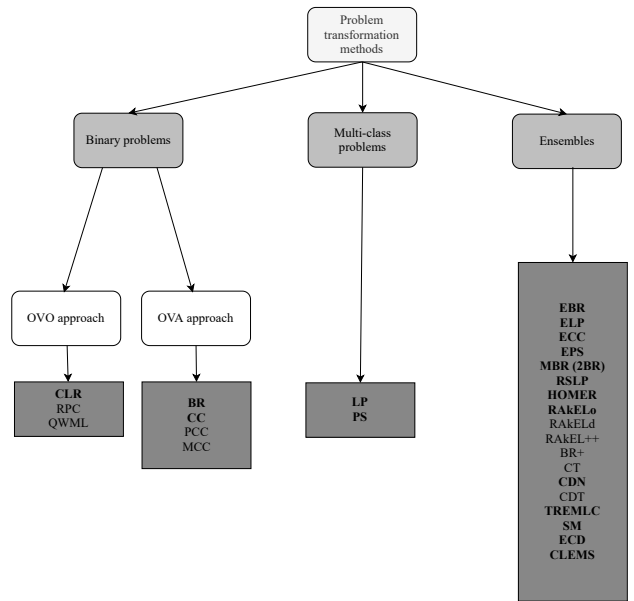 Problem
transformation
methods
Binary problems
Multi-class
problems
Ensembles
OVO approach
OVA approach
CLR
RPC
QWML
BR
CC
PCC
MCC
LP
PS
EBR
ELP
ECC
EPS
MBR (2BR)
RSLP
HOMER
RAkELo
RAkELd
RAkEL++
BR+
CT
CDN
CDT
TREMLC
SM
ECD
CLEMS